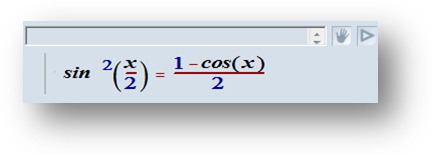 sin ²(x/2) = 1-cos(x)/2